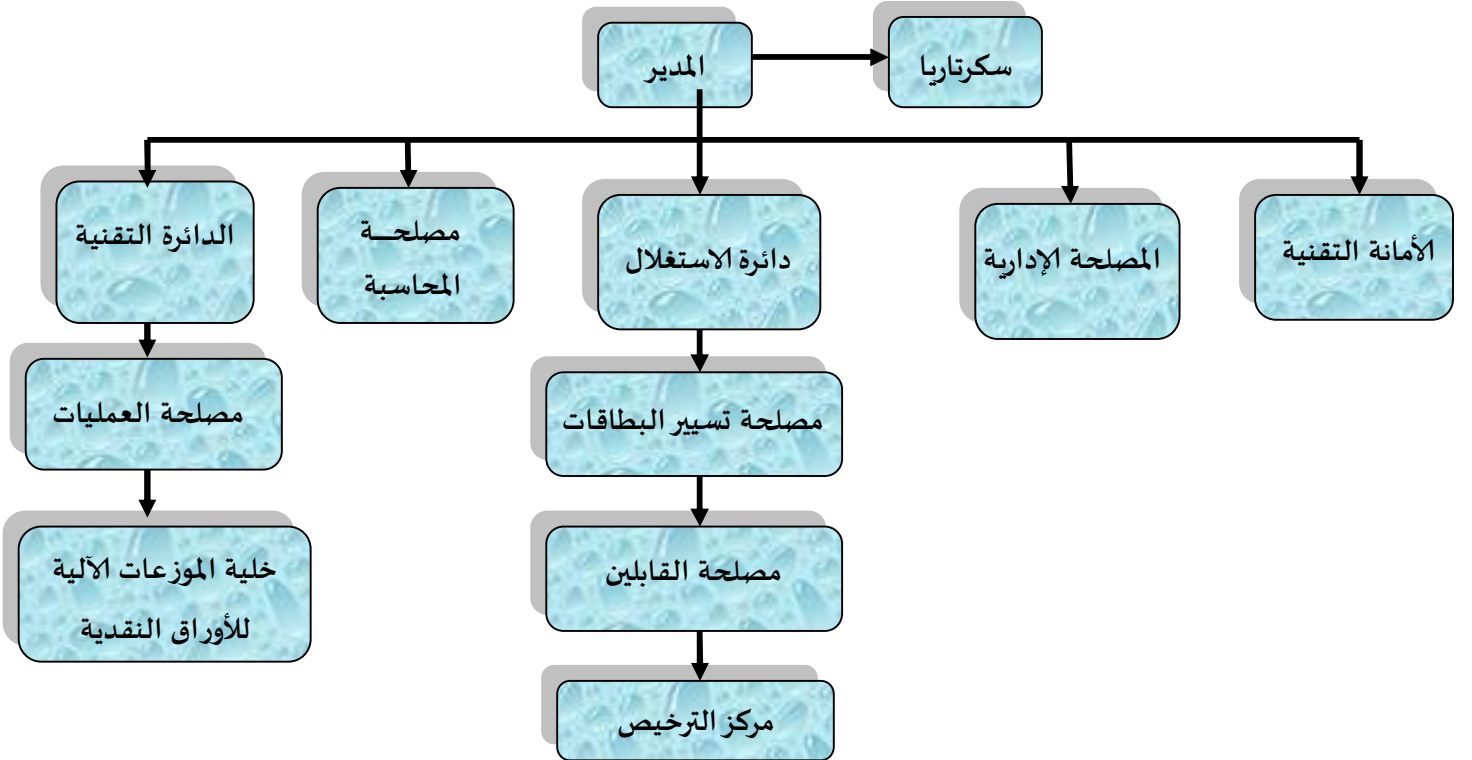 المدير
سكرتاريا
الأمانة التقنية
المصلحة الإدارية
دائرة الاستغلال
مصلحــة
المحاسبة
الدائرة التقنية
مصلحة تسيير البطاقات
مصلحة العمليات
مصلحة القابلين
خلية الموزعات الآلية
للأوراق النقدية
مركز الترخيص